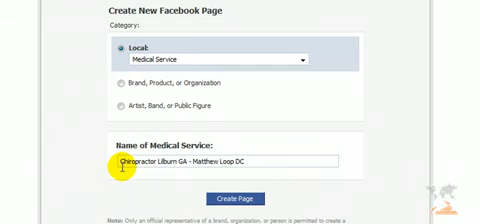 Create New Facebook Page
Category:
Local:
Medical Service
Brand, Product, or Organization
Artist, Band, or Public Figure
Name of Medical Service:
Chiropractor Lilburn GA - Matthew Loop DC
Create Page
Note: Only an official representative of a brand, organization, or person is permitted to create a